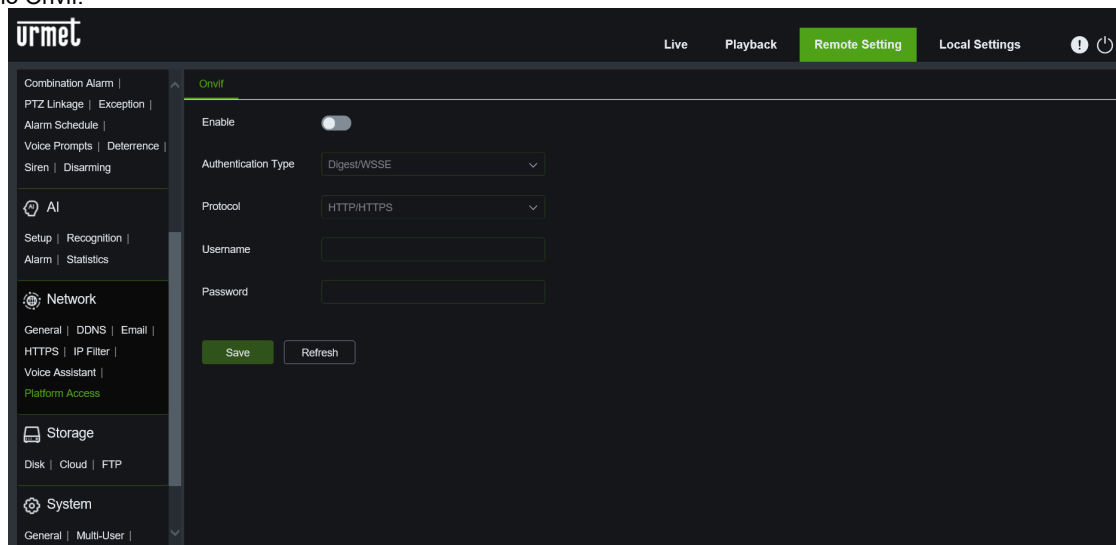 Onvif.
urmet
Live Playback Remote Setting Local Settings
Combination Alarm |
PTZ Linkage | Exception |
Alarm Schedule |
Voice Prompts | Deterrence |
Siren | Disarming
AI
Setup | Recognition |
Alarm | Statistics
Network
General | DDNS | Email |
HTTPS | IP Filter |
Voice Assistant |
Platform Access
Storage
Disk | Cloud | FTP
System
General | Multi-User |
Onvif
Enable
Authentication Type Digest/WSSE
Protocol HTTP/HTTPS
Username
Password
Save Refresh